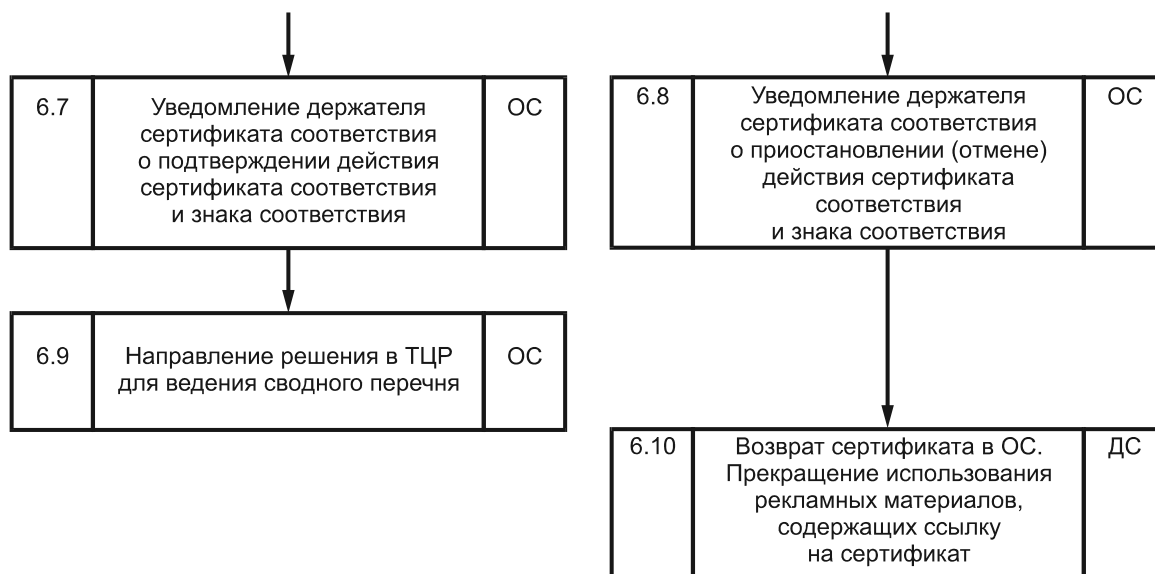 6.7
Уведомление держателя
сертификата соответствия
о подтверждении действия
сертификата соответствия
и знака соответствия
ОС
6.8
Уведомление держателя
сертификата соответствия
о приостановлении (отмене)
действия сертификата
соответствия
и знака соответствия
ОС
6.9
Направление решения в ТЦР
для ведения сводного перечня
ОС
6.10
Возврат сертификата в ОС.
Прекращение использования
рекламных материалов,
содержащих ссылку
на сертификат
ДС